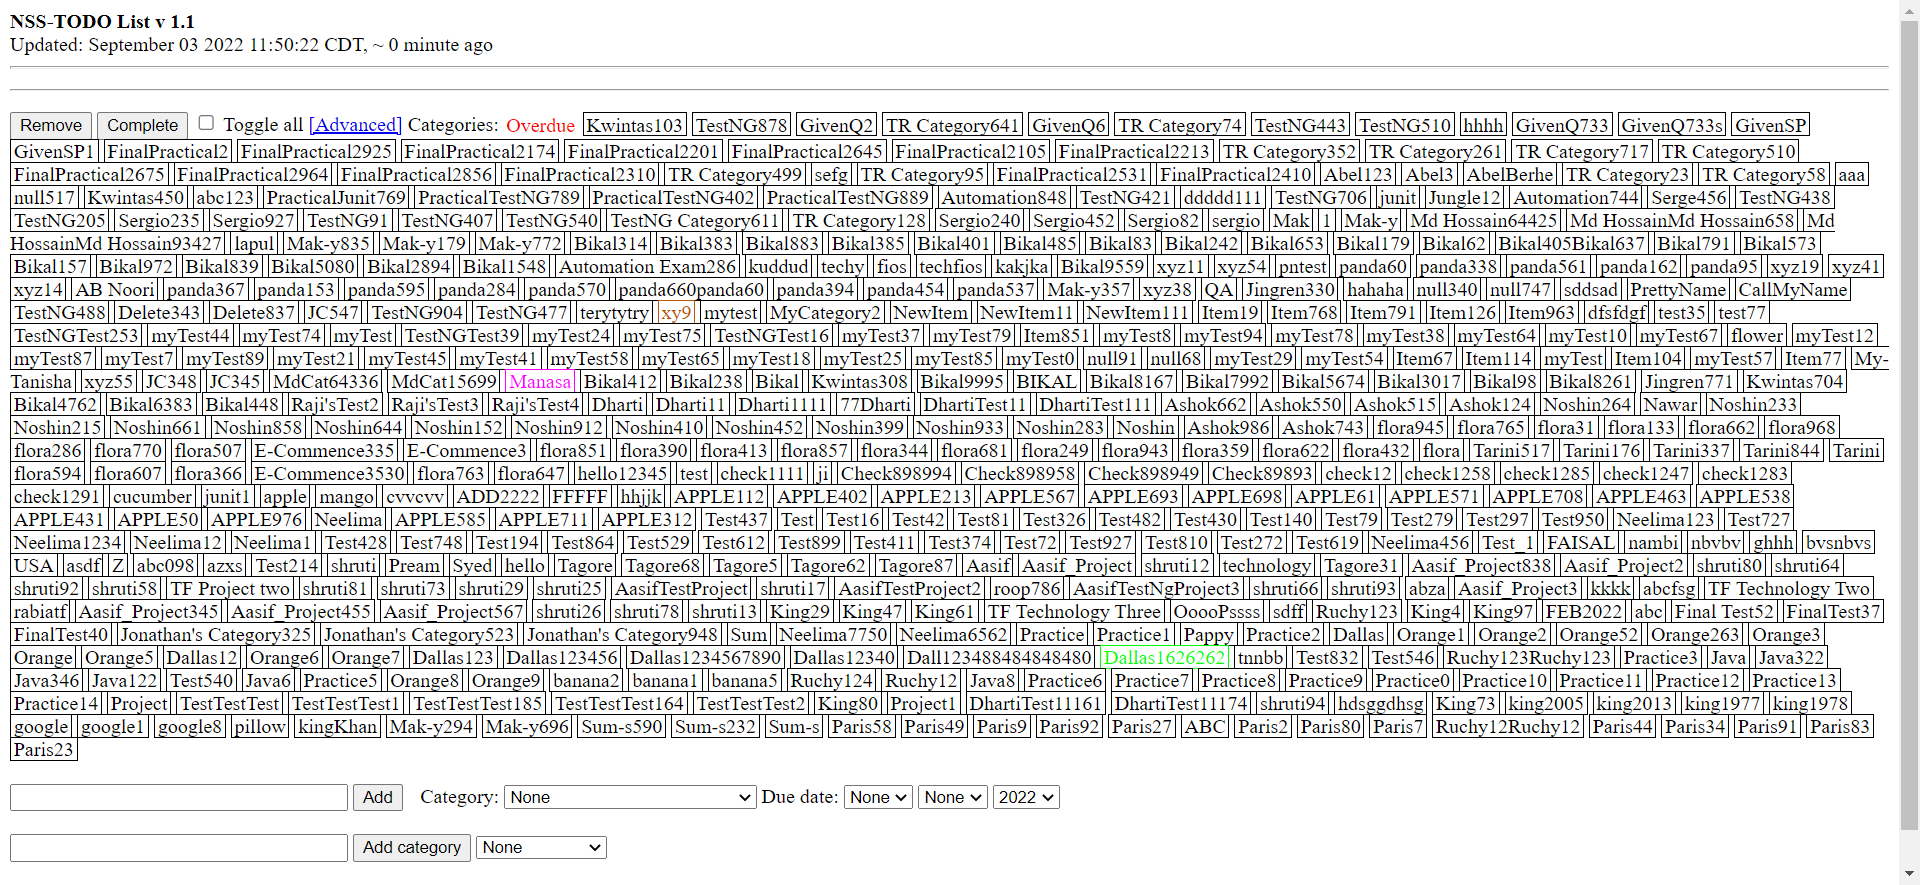 NSS-TODO List v 1.1
Updated: September 03 2022 11:50:22 CDT, ~ 0 minute ago
Remove Complete Toggle all [Advanced] Categories: Overdue Kwintas103 TestNG878 GivenQ2 TR Category641 GivenQ6 TR Category74 TestNG443 TestNG510 hhhh GivenQ733 GivenQ733s GivenSP
GivenSP1 FinalPractical2 FinalPractical2925 FinalPractical2174 FinalPractical2201 FinalPractical2645 FinalPractical2105 FinalPractical2213 TR Category352 TR Category261 TR Category717 TR Category510
FinalPractical2675 FinalPractical2964 FinalPractical2856 FinalPractical2310 TR Category499 sefg TR Category95 FinalPractical2531 FinalPractical2410 Abel123 Abel3 AbelBerhe TR Category23 TR Category58 aaa
null517 Kwintas450 abc123 PracticalJunit769 PracticalTestNG789 PracticalTestNG402 PracticalTestNG889 Automation848 TestNG421 ddddd111 TestNG706 junit Jungle12 Automation744 Serge456 TestNG438
TestNG205 Sergio235 Sergio927 TestNG91 TestNG407 TestNG540 TestNG Category611 TR Category128 Sergio240 Sergio452 Sergio82 sergio Mak 1 Mak-y Md Hossain64425 Md HossainMd Hossain658 Md
HossainMd Hossain93427 lapul Mak-y835 Mak-y179 Mak-y772 Bikal314 Bikal383 Bikal883 Bikal385 Bikal401 Bikal485 Bikal83 Bikal242 Bikal653 Bikal179 Bikal62 Bikal405Bikal637 Bikal791 Bikal573
Bikal157 Bikal972 Bikal839 Bikal5080 Bikal2894 Bikal1548 Automation Exam286 kuddud techy fios techfios kakjka Bikal9559 xyz11 xyz54 pntest panda60 panda338 panda561 panda162 panda95 xyz19 xyz41
xyz14 AB Noori panda367 panda153 panda595 panda284 panda570 panda660panda60 panda394 panda454 panda537 Mak-y357 xyz38 QA Jingren330 hahaha null340 null747 sddsad PrettyName CallMyName
TestNG488 Delete343 Delete837 JC547 TestNG904 TestNG477 terytytry xy9 mytest MyCategory2 NewItem NewItem11 NewItem111 Item19 Item768 Item791 Item126 Item963 dfsfdgf test35 test77
TestNGTest253 myTest44 myTest74 myTest TestNGTest39 myTest24 myTest75 TestNGTest16 myTest37 myTest79 Item851 myTest8 myTest94 myTest78 myTest38 myTest64 myTest10 myTest67 flower myTest12
myTest87 myTest7 myTest89 myTest21 myTest45 myTest41 myTest58 myTest65 myTest18 myTest25 myTest85 myTest0 null91 null68 myTest29 myTest54 Item67 Item114 myTest Item104 myTest57 Item77 My-
Tanisha xyz55 JC348 JC345 MdCat64336 MdCat15699 Manasa Bikal412 Bikal238 Bikal Kwintas308 Bikal9995 BIKAL Bikal8167 Bikal7992 Bikal5674 Bikal3017 Bikal98 Bikal8261 Jingren771 Kwintas704
Bikal4762 Bikal6383 Bikal448 Raji'sTest2 Raji'sTest3 Raji'sTest4 Dharti Dharti11 Dharti1111 77Dharti DhartiTest11 DhartiTest111 Ashok662 Ashok550 Ashok515 Ashok124 Noshin264 Nawar Noshin233
Noshin215 Noshin661 Noshin858 Noshin644 Noshin152 Noshin912 Noshin410 Noshin452 Noshin399 Noshin933 Noshin283 Noshin Ashok986 Ashok743 flora945 flora765 flora31 flora133 flora662 flora968
flora286 flora770 flora507 E-Commence335 E-Commence3 flora851 flora390 flora413 flora857 flora344 flora681 flora249 flora943 flora359 flora622 flora432 flora Tarini517 Tarini176 Tarini337 Tarini844 Tarini
flora594 flora607 flora366 E-Commence3530 flora763 flora647 hello12345 test check1111 jj Check898994 Check898958 Check898949 Check89893 check12 check1258 check1285 check1247 check1283
check1291 cucumber junit1 apple mango cvvcvv ADD2222 FFFFF hhjjk APPLE112 APPLE402 APPLE213 APPLE567 APPLE693 APPLE698 APPLE61 APPLE571 APPLE708 APPLE463 APPLE538
APPLE431 APPLE50 APPLE976 Neelima APPLE585 APPLE711 APPLE312 Test437 Test Test16 Test42 Test81 Test326 Test482 Test430 Test140 Test79 Test279 Test297 Test950 Neelima123 Test727
Neelima1234 Neelima12 Neelima1 Test428 Test748 Test194 Test864 Test529 Test612 Test899 Test411 Test374 Test72 Test927 Test810 Test272 Test619 Neelima456 Test_1 FAISAL nambi nbvbv ghhh bvsnbvs
USA asdf Z abc098 azxs Test214 shruti Pream Syed hello Tagore Tagore68 Tagore5 Tagore62 Tagore87 Aasif Aasif_Project shruti12 technology Tagore31 Aasif_Project838 Aasif_Project2 shruti80 shruti64
shruti92 shruti58 TF Project two shruti81 shruti73 shruti29 shruti25 AasifTestProject shruti17 AasifTestProject2 roop786 AasifTestNgProject3 shruti66 shruti93 abza Aasif_Project3 kkkk abcfsg TF Technology Two
rabiatf Aasif_Project345 Aasif_Project455 Aasif_Project567 shruti26 shruti78 shruti13 King29 King47 King61 TF Technology Three OoooPssss sdff Ruchy123 King4 King97 FEB2022 abc Final Test52 FinalTest37
FinalTest40 Jonathan's Category325 Jonathan's Category523 Jonathan's Category948 Sum Neelima7750 Neelima6562 Practice Practice1 Pappy Practice2 Dallas Orange1 Orange2 Orange52 Orange263 Orange3
Orange Orange5 Dallas12 Orange6 Orange7 Dallas123 Dallas123456 Dallas1234567890 Dallas12340 Dall123488484848480 Dallas1626262 tnnbb Test832 Test546 Ruchy123Ruchy123 Practice3 Java Java322
Java346 Java122 Test540 Java6 Practice5 Orange8 Orange9 banana2 banana1 banana5 Ruchy124 Ruchy12 Java8 Practice6 Practice7 Practice8 Practice9 Practice0 Practice10 Practice11 Practice12 Practice13
Practice14 Project TestTestTest TestTestTest1 TestTestTest185 TestTestTest164 TestTestTest2 King80 Project1 DhartiTest11161 DhartiTest11174 shruti94 hdsggdhsg King73 king2005 king2013 king1977 king1978
google google1 google8 pillow kingKhan Mak-y294 Mak-y696 Sum-s590 Sum-s232 Sum-s Paris58 Paris49 Paris9 Paris92 Paris27 ABC Paris2 Paris80 Paris7 Ruchy12Ruchy12 Paris44 Paris34 Paris91 Paris83
Paris23
Add Category: None Due date: None None 2022
Add category None